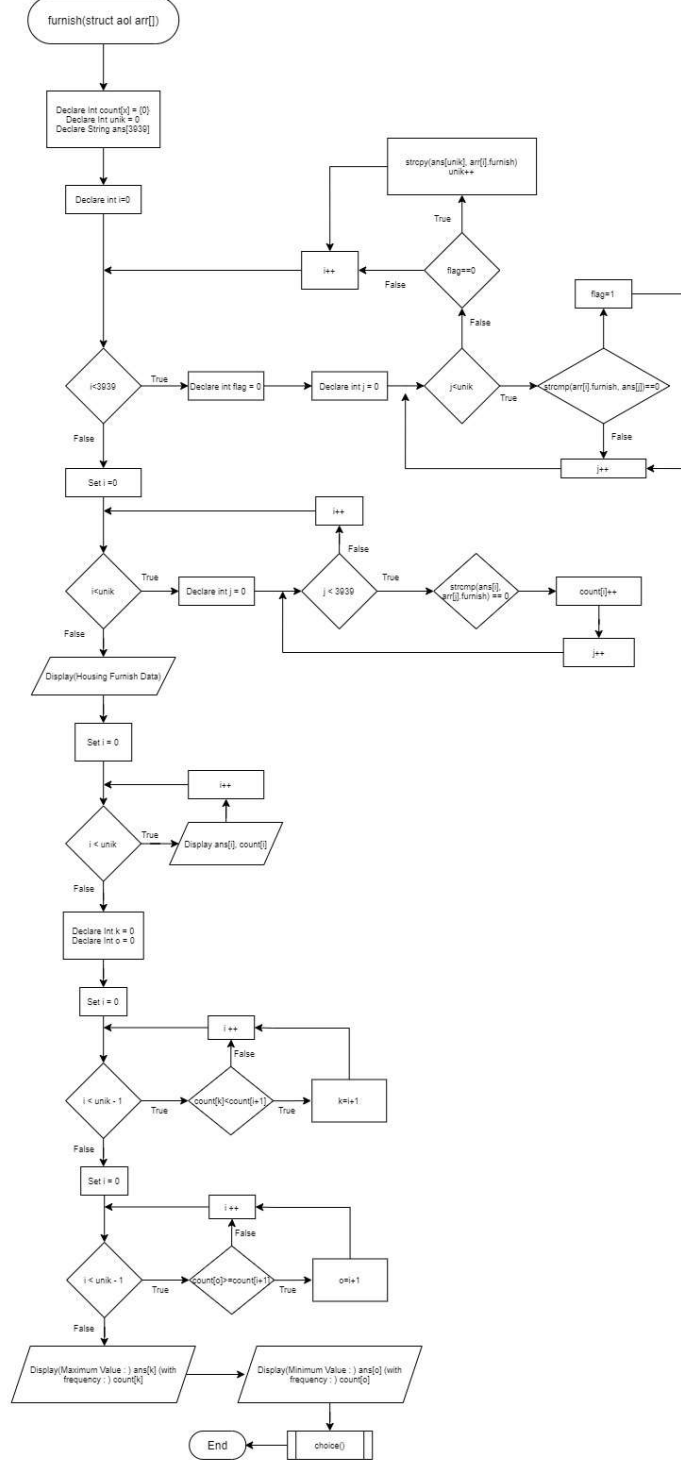 furnish(struct aol arr[])
Declare Int count[x] = {0}
Declare Int unik = 0
Declare String ans[3939]
Declare int i=0
strcpy(ans[unik], arr[i].furnish)
unik++
True
i++
False
flag==0
flag=1
False
i<3939
True
Declare int flag = 0
Declare int j = 0
j<unik
True
strcmp(arr[i].furnish, ans[j])==0
False
False
j++
Set i =0
i++
False
i<unik
True
Declare int j = 0
j < 3939
True
strcmp(ans[i],
arr[j].furnish) == 0
count[i]++
False
j++
Display(Housing Furnish Data)
Set i = 0
i++
i < unik
True
Display ans[i], count[i]
False
Declare Int k = 0
Declare Int o = 0
Set i = 0
i ++
False
i < unik - 1
True
count[k]<count[i+1]
True
k=i+1
False
Set i = 0
i ++
False
i < unik - 1
True
count[o]>=count[i+1]
True
o=i+1
False
Display(Maximum Value : ) ans[k] (with
frequency : ) count[k]
Display(Minimum Value : ) ans[o] (with
frequency : ) count[o]
End
choice()